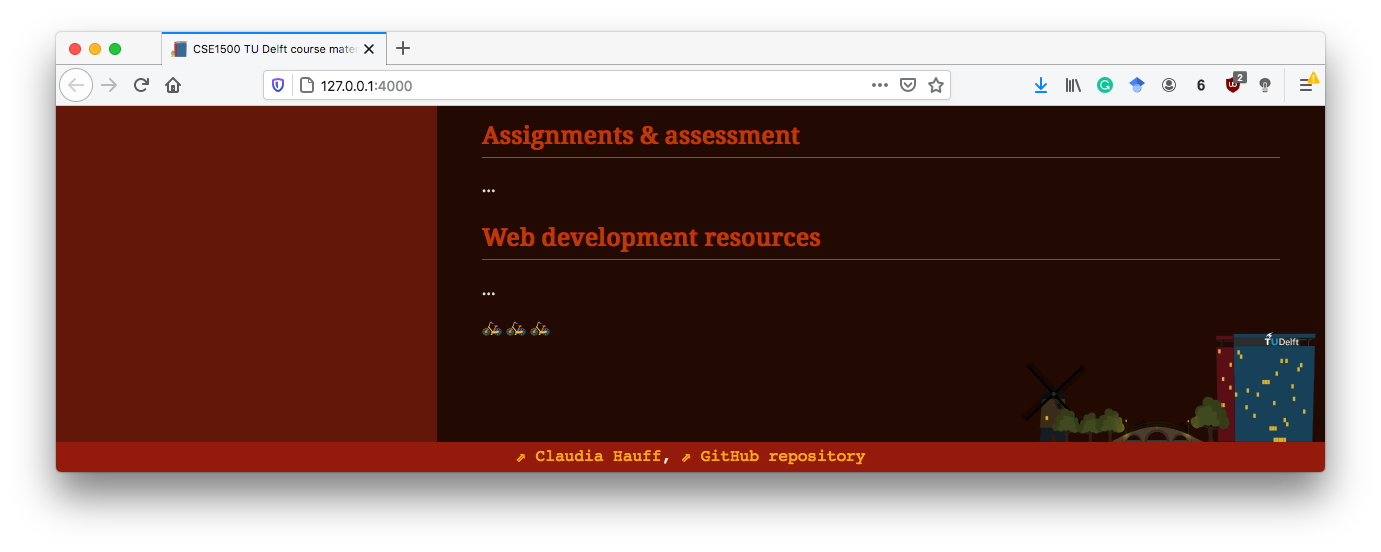 CSE1500 TU Delft course mater
127.0.0.1:4000
6
2
Assignments & assessment
...
Web development resources
...
TUDelft
⇗ Claudia Hauff, ⇗ GitHub repository